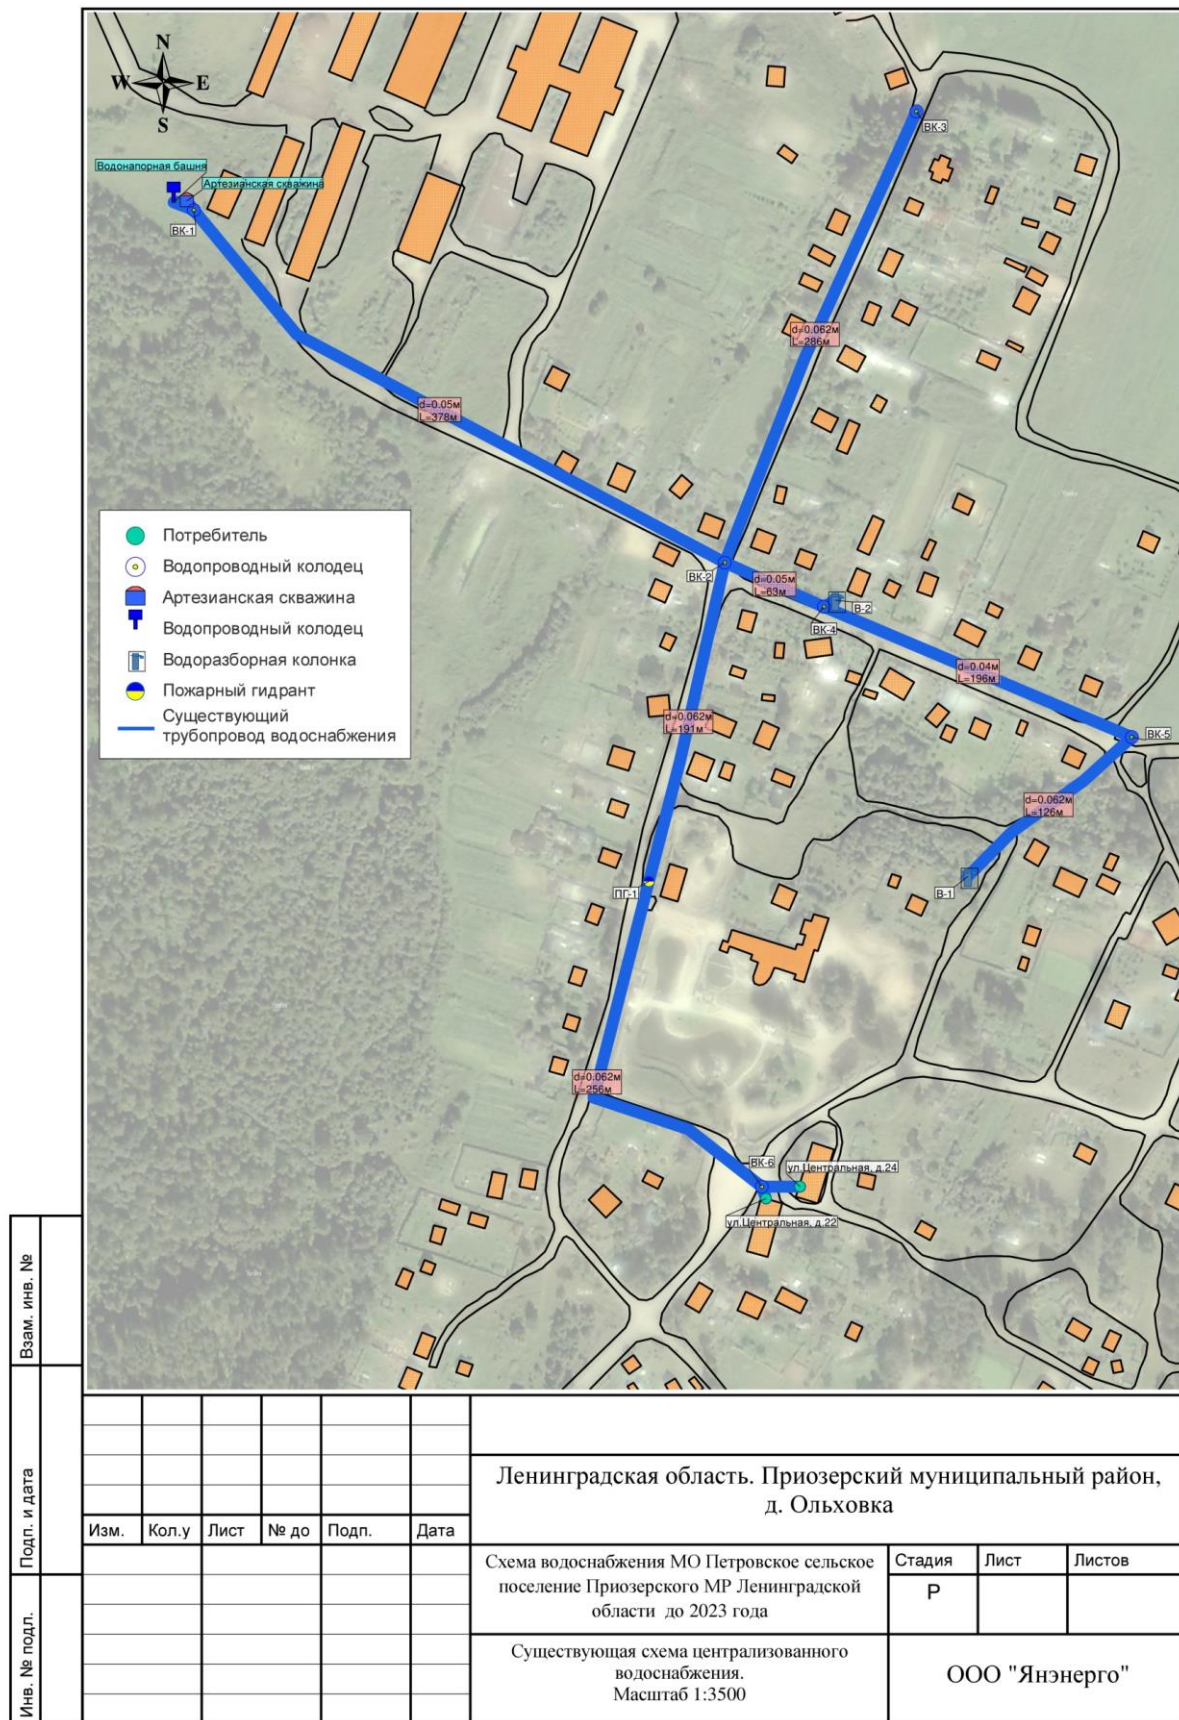 N
W E
S
Водонапорная башня
Артезианская скважина
ВК-1
ВК-3
d=0.062м
L=286м
d=0.05м
L=378м
Потребитель
Водопроводный колодец
Артезианская скважина
Водопроводный колодец
Водоразборная колонка
Пожарный гидрант
Существующий
трубопровод водоснабжения
ВК-2
d=0.05м
L=63м
В-2
ВК-4
d=0.04м
L=196м
d=0.062м
L=191м
ВК-5
d=0.062м
L=126м
ПГ-1
В-1
d=0.062м
L=256м
ВК-6
ул.Центральная, д.24
ул.Центральная, д.22
Взам. инв. №
Подп. и дата
Инв. № подл.
Изм. Кол.у Лист № до Подп. Дата
Ленинградская область. Приозерский муниципальный район,
д. Ольховка
Схема водоснабжения МО Петровское сельское
поселение Приозерского МР Ленинградской
области до 2023 года
Стадия Лист Листов
Р
Существующая схема централизованного
водоснабжения.
Масштаб 1:3500
ООО "Янэнерго"